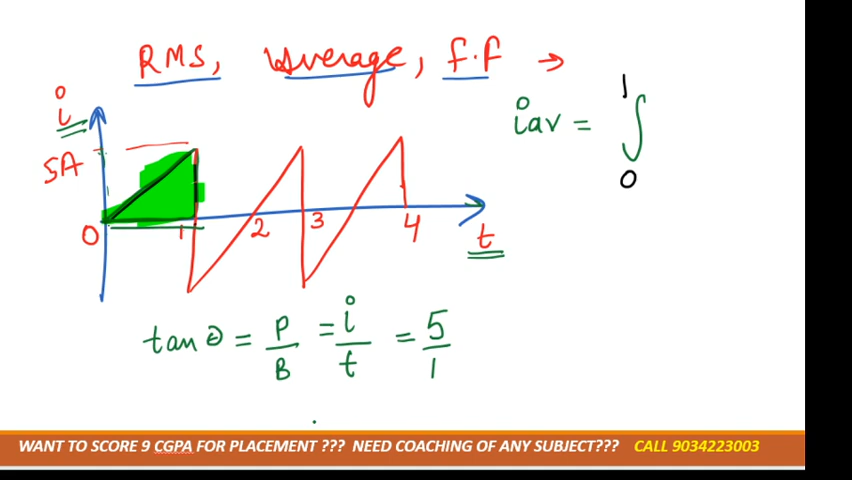 RMS, Average, f.f →
i
5A
0 1 2 3 4
t
iav = ∫
1
0
tan θ = P/B = i/t = 5/1
WANT TO SCORE 9 CGPA FOR PLACEMENT ??? NEED COACHING OF ANY SUBJECT??? CALL 9034223003